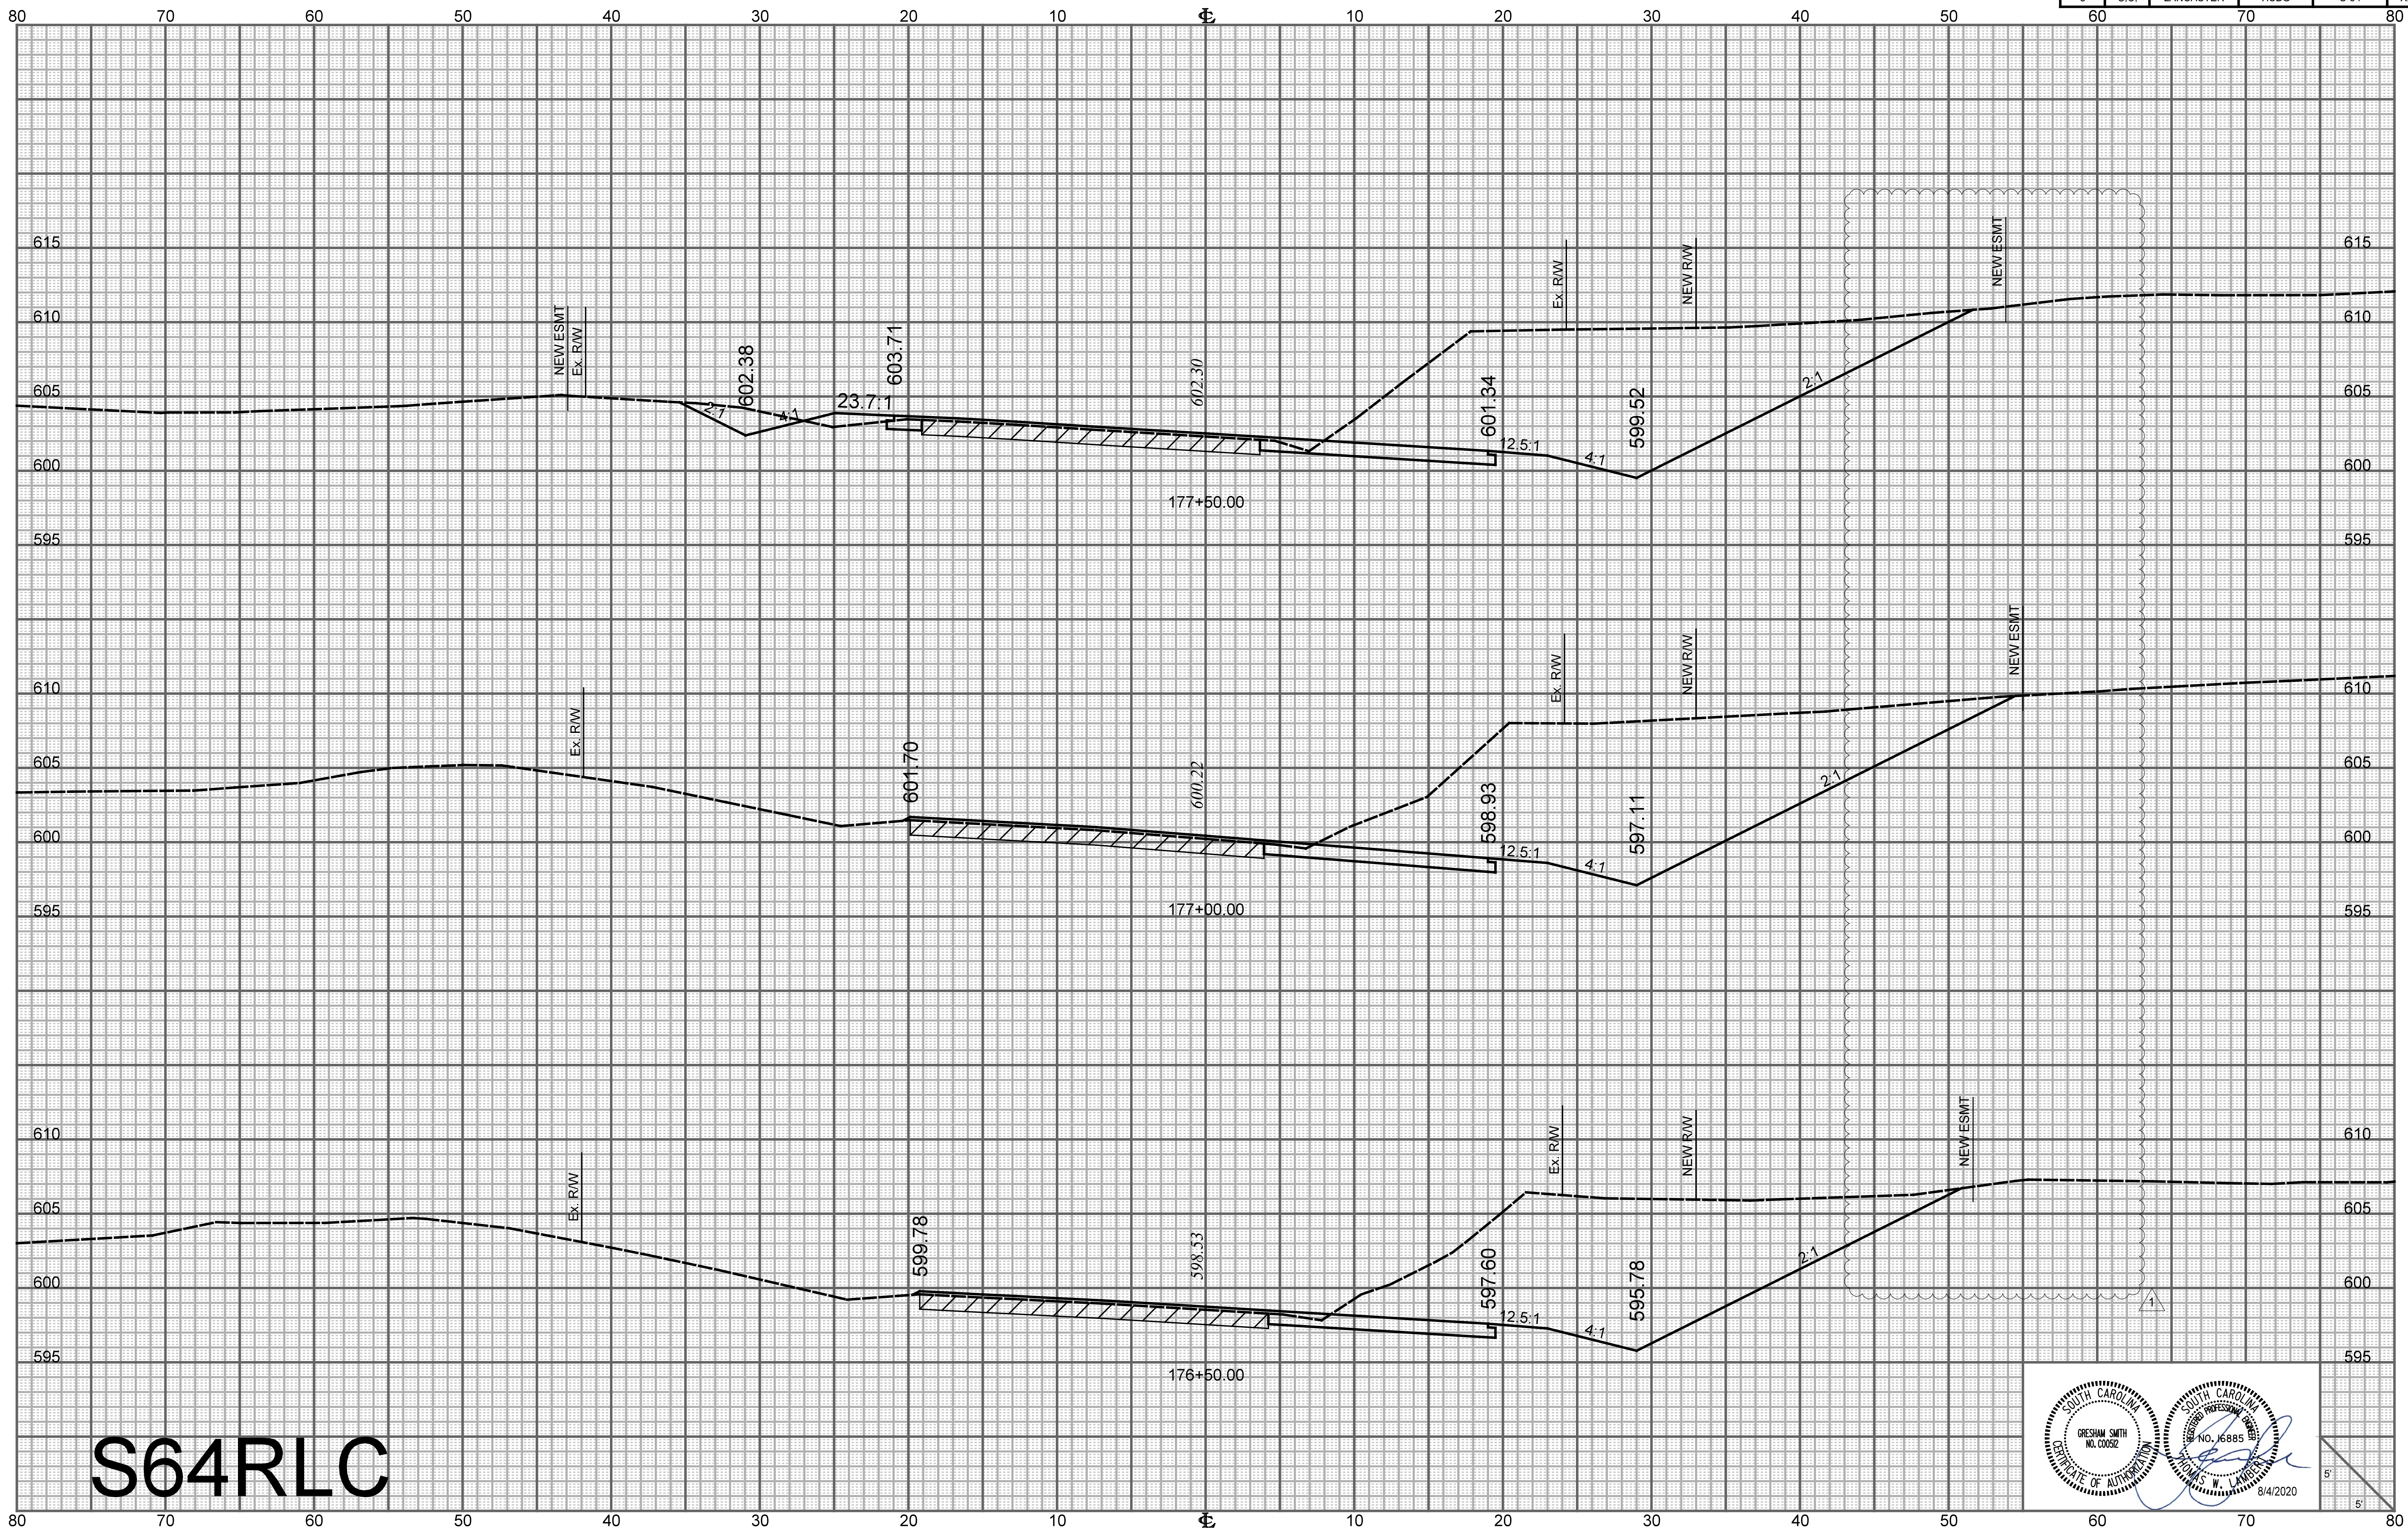 80 70 60 50 40 30 20 10 ℄ 10 20 30 40 50 60 70 80
615 615
NEW ESMT
Ex. R/W
NEW R/W
610 610
NEW ESMT
Ex. R/W
602.38
603.71
602.30
601.34
599.52
2:1
605 605
2:1
4:1
23.7:1
12.5:1
4:1
600 600
177+50.00
595 595
NEW ESMT
Ex. R/W
NEW R/W
610 610
Ex. R/W
605 605
601.70
600.22
598.93
597.11
2:1
600 600
12.5:1
4:1
595 595
177+00.00
610 610
Ex. R/W
NEW R/W
NEW ESMT
Ex. R/W
605 605
599.78
598.53
597.60
595.78
2:1
600 600
1
12.5:1
4:1
595 595
176+50.00
S64RLC
SOUTH CAROLINA
GRESHAM SMITH
NO. C00512
CERTIFICATE OF AUTHORIZATION
SOUTH CAROLINA
REGISTERED PROFESSIONAL ENGINEER
NO. 16885
THOMAS W. LAMBERT
8/4/2020
5'
5'
80 70 60 50 40 30 20 10 ℄ 10 20 30 40 50 60 70 80